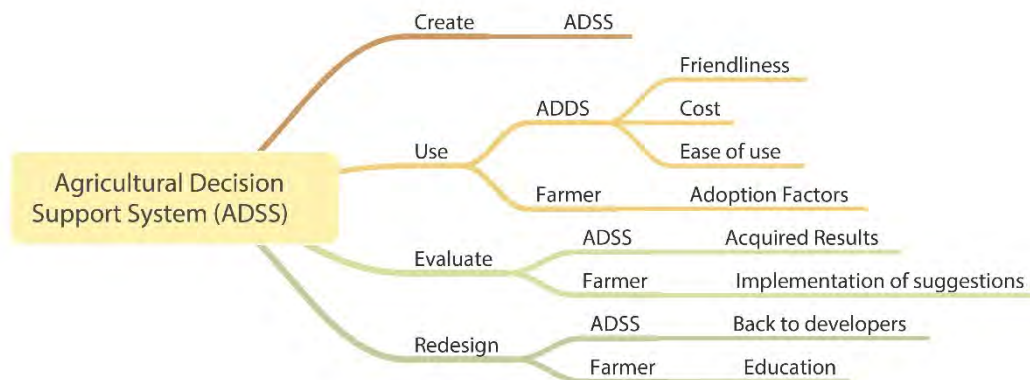 Create ADSS
Friendliness
ADDS
Cost
Use
Ease of use
Agricultural Decision
Support System (ADSS)
Farmer Adoption Factors
ADSS Acquired Results
Evaluate
Farmer Implementation of suggestions
ADSS Back to developers
Redesign
Farmer Education